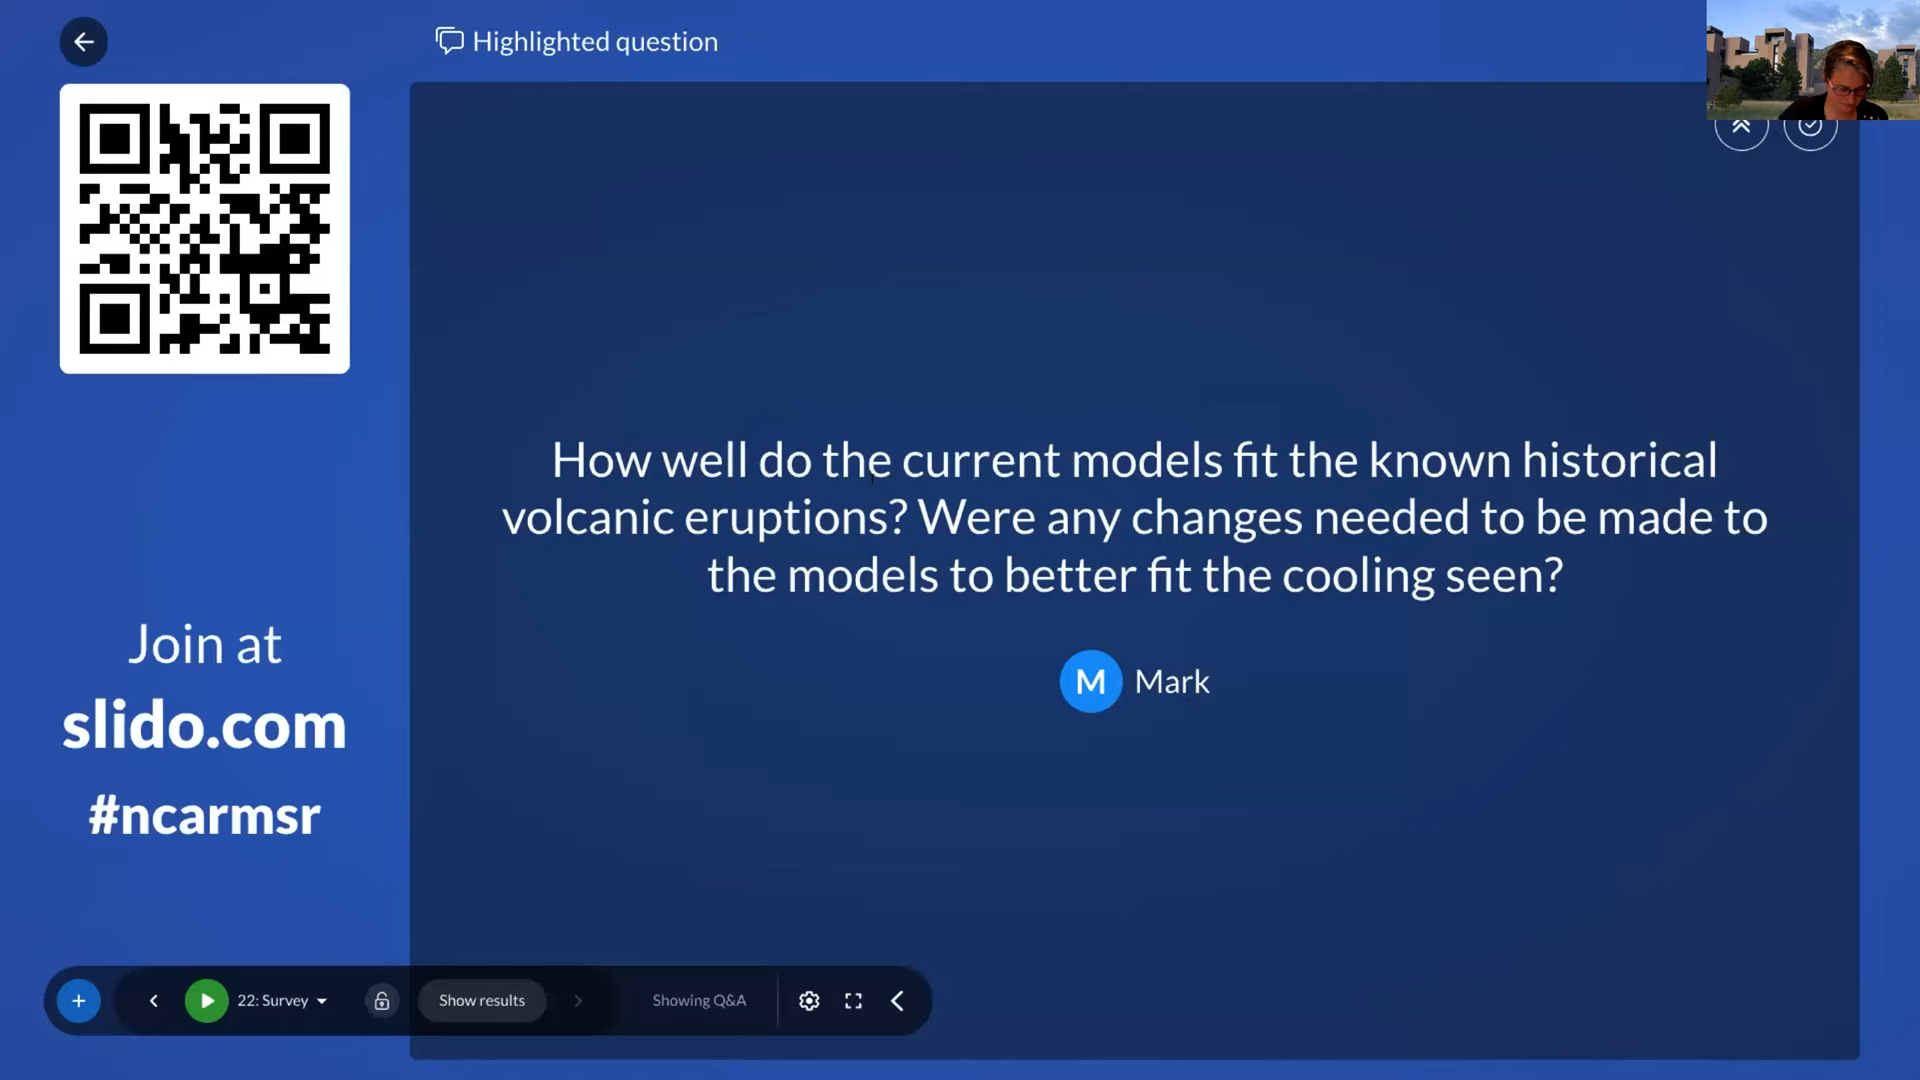 Highlighted question
How well do the current models fit the known historical
volcanic eruptions? Were any changes needed to be made to
the models to better fit the cooling seen?
M Mark
Join at
slido.com
#ncarmsr
22: Survey
Show results
Showing Q&A